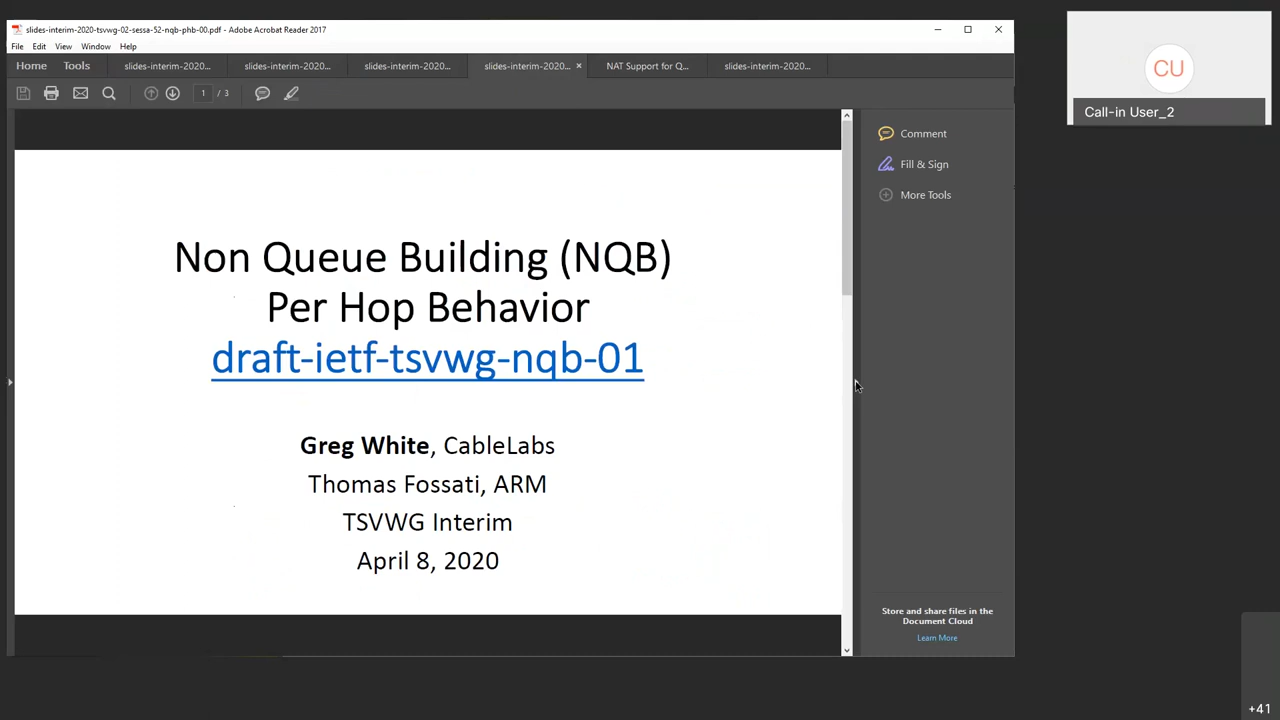 slides-interim-2020-tsvwg-02-sessa-52-nqb-phb-00.pdf - Adobe Acrobat Reader 2017
File Edit View Window Help
Home Tools slides-interim-2020... slides-interim-2020... slides-interim-2020... slides-interim-2020... × NAT Support for Q... slides-interim-2020...
1 / 3
Comment
Fill & Sign
More Tools
Non Queue Building (NQB)
Per Hop Behavior
draft-ietf-tsvwg-nqb-01
Greg White, CableLabs
Thomas Fossati, ARM
TSVWG Interim
April 8, 2020
Store and share files in the
Document Cloud
Learn More
CU
Call-in User_2
+41